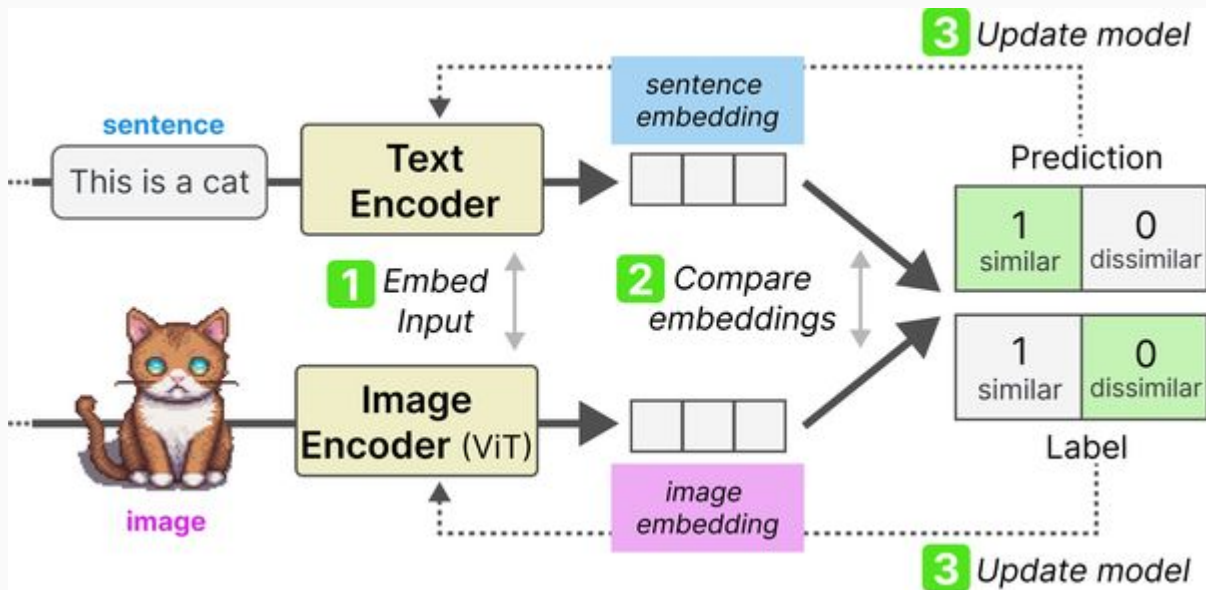 3 Update model
sentence
embedding
sentence
This is a cat
Text
Encoder
Prediction
1 0
similar dissimilar
1 Embed
Input
2 Compare
embeddings
Image
Encoder (ViT)
1 0
similar dissimilar
Label
image
image
embedding
3 Update model